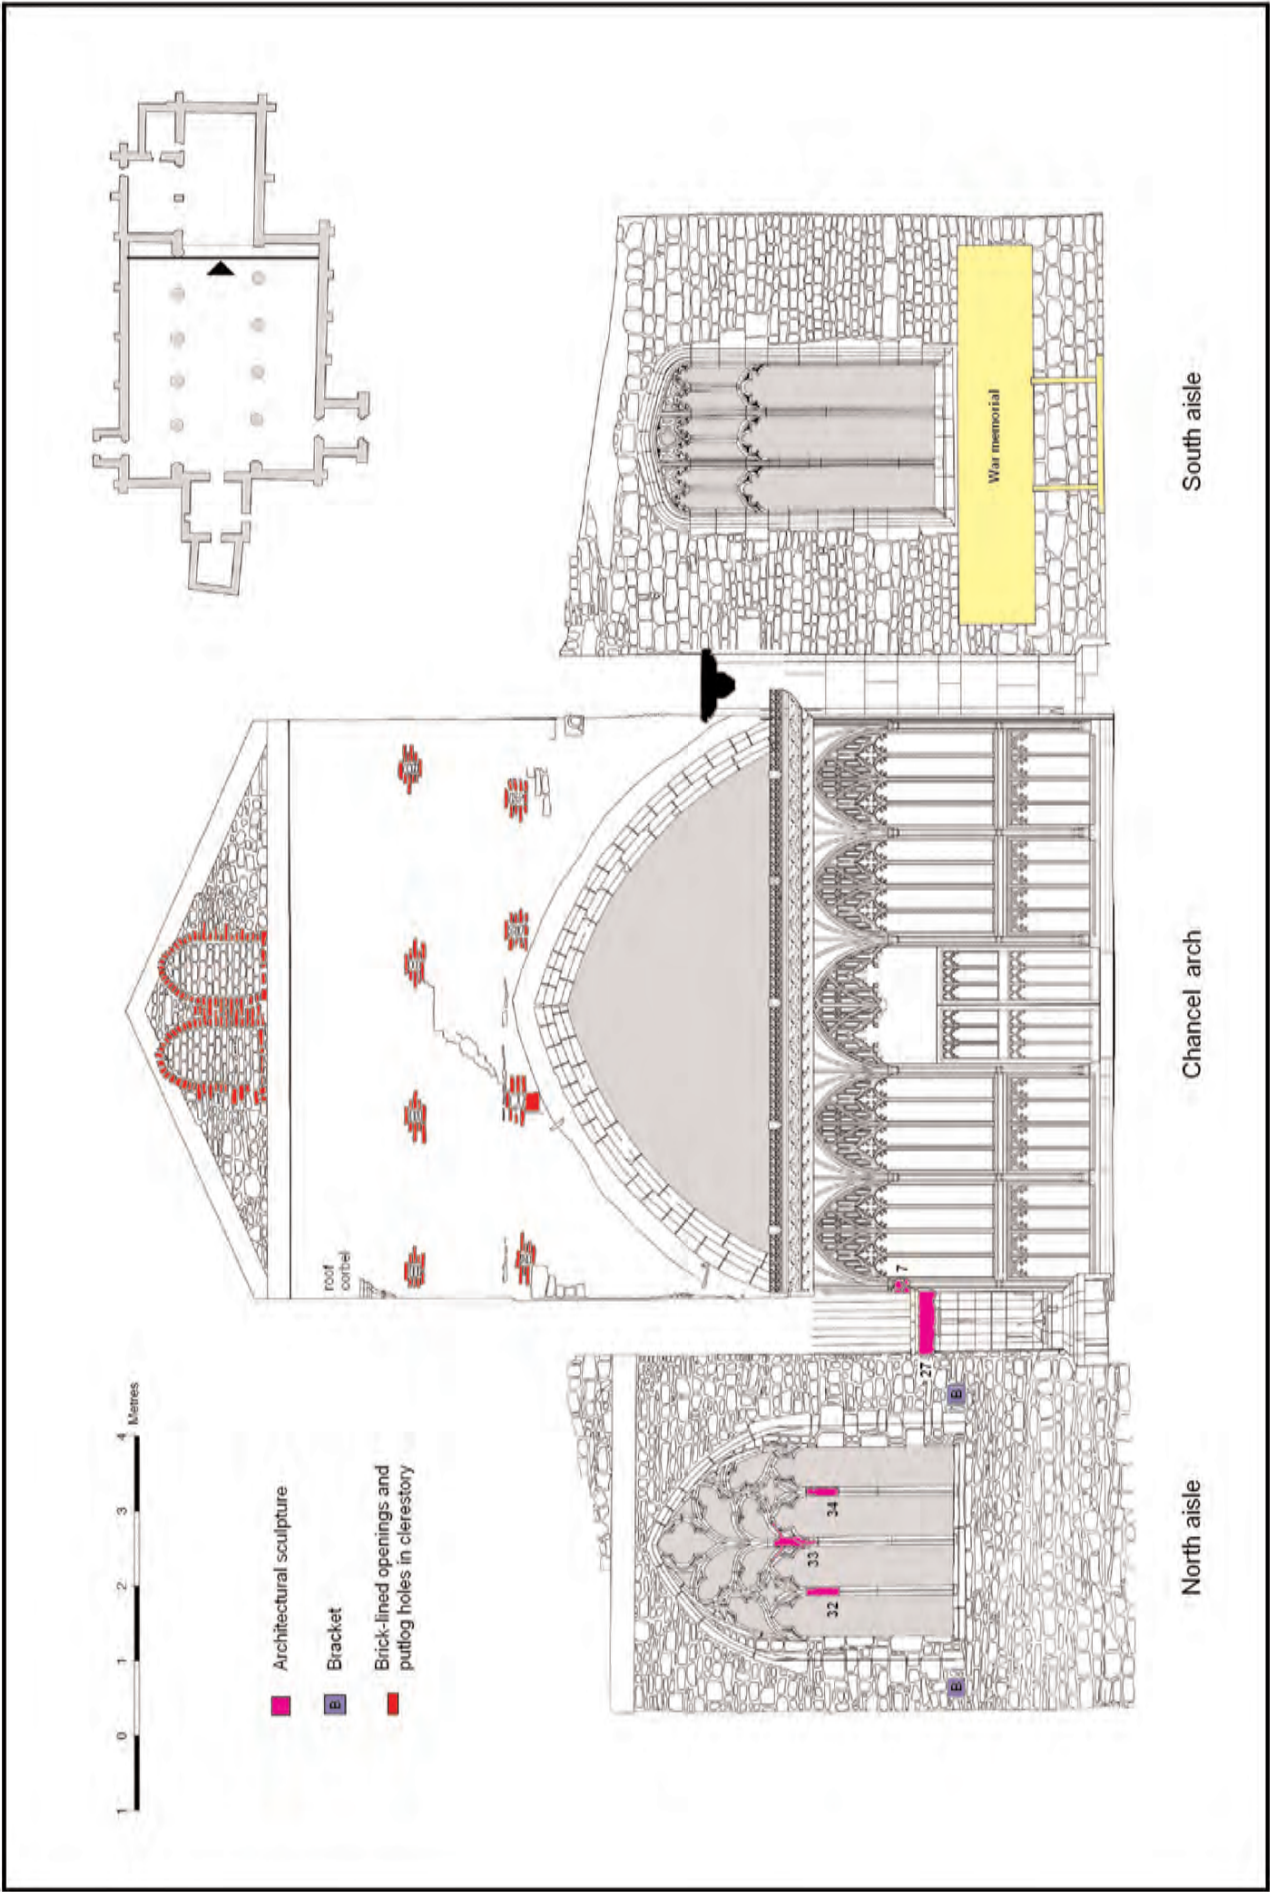 1 0 1 2 3 4 Metres
Architectural sculpture
B Bracket
Brick-lined openings and
putlog holes in clerestory
roof
corbel
32
33
34
27
7
B
B
War memorial
North aisle
Chancel arch
South aisle